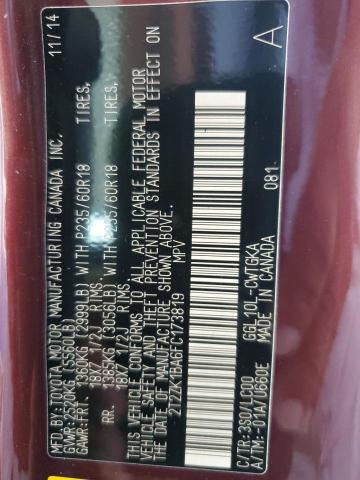 MFD BY: TOYOTA MOTOR MANUFACTURING CANADA INC. 11/14
GVWR: 2520KG (5560LB)
GAWR: FRT 1360KG (2999LB) WITH P235/60R18 TIRES,
18X7 1/2J RIMS
RR. 1385KG (3056LB) WITH P235/60R18 TIRES,
18X7 1/2J RIMS
THIS VEHICLE CONFORMS TO ALL APPLICABLE FEDERAL MOTOR
VEHICLE SAFETY AND THEFT PREVENTION STANDARDS IN EFFECT ON
THE DATE OF MANUFACTURE SHOWN ABOVE.
2T2ZK1BA6FC173819 MPV
081
C/TR: 3S0/LC00 GGL10L-CWTGKA A
A/TM: -01A/U660E MADE IN CANADA